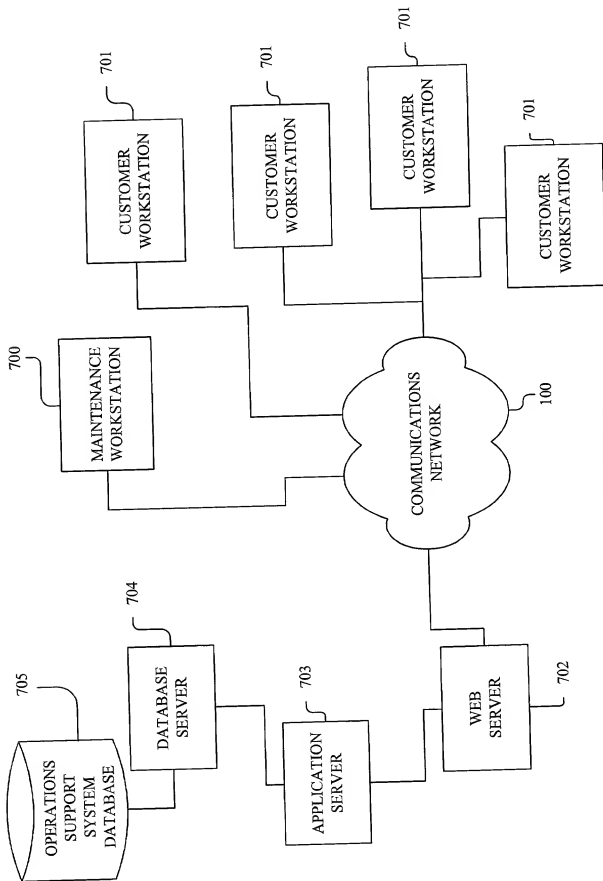 705
OPERATIONS
SUPPORT
SYSTEM
DATABASE
704
DATABASE
SERVER
703
APPLICATION
SERVER
WEB
SERVER
702
700
MAINTENANCE
WORKSTATION
701
CUSTOMER
WORKSTATION
701
CUSTOMER
WORKSTATION
701
CUSTOMER
WORKSTATION
701
CUSTOMER
WORKSTATION
COMMUNICATIONS
NETWORK
100